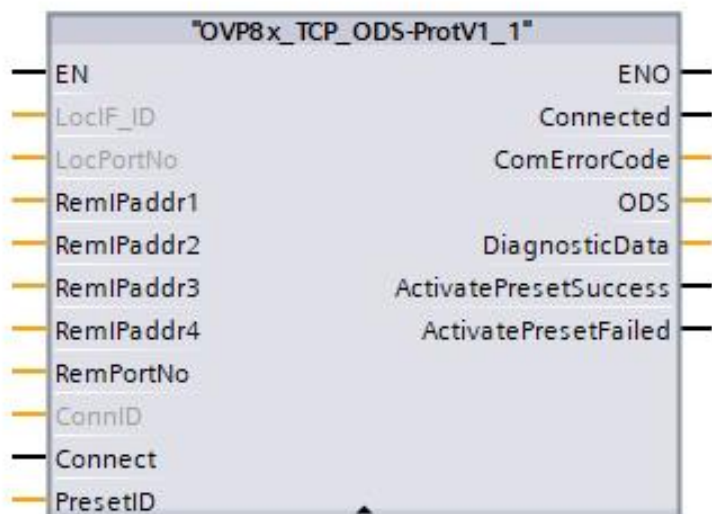 "OVP8x_TCP_ODS-ProtV1_1"
EN ENO
LocIF_ID Connected
LocPortNo ComErrorCode
RemIPaddr1 ODS
RemIPaddr2 DiagnosticData
RemIPaddr3 ActivatePresetSuccess
RemIPaddr4 ActivatePresetFailed
RemPortNo
ConnID
Connect
PresetID